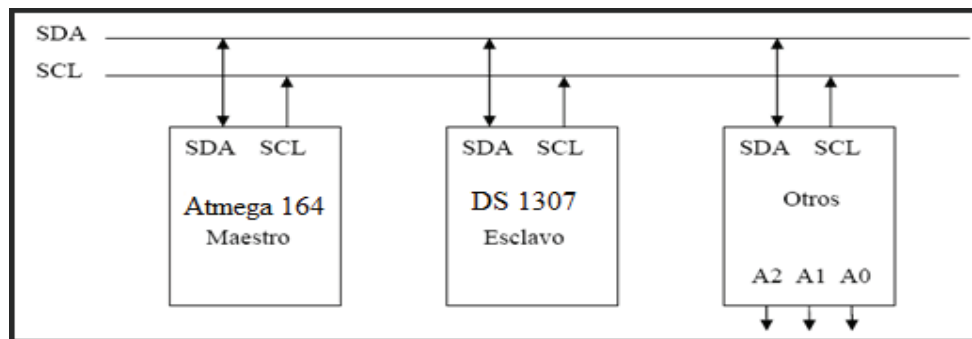 SDA
SCL
SDA SCL
Atmega 164
Maestro
SDA SCL
DS 1307
Esclavo
SDA SCL
Otros
A2 A1 A0